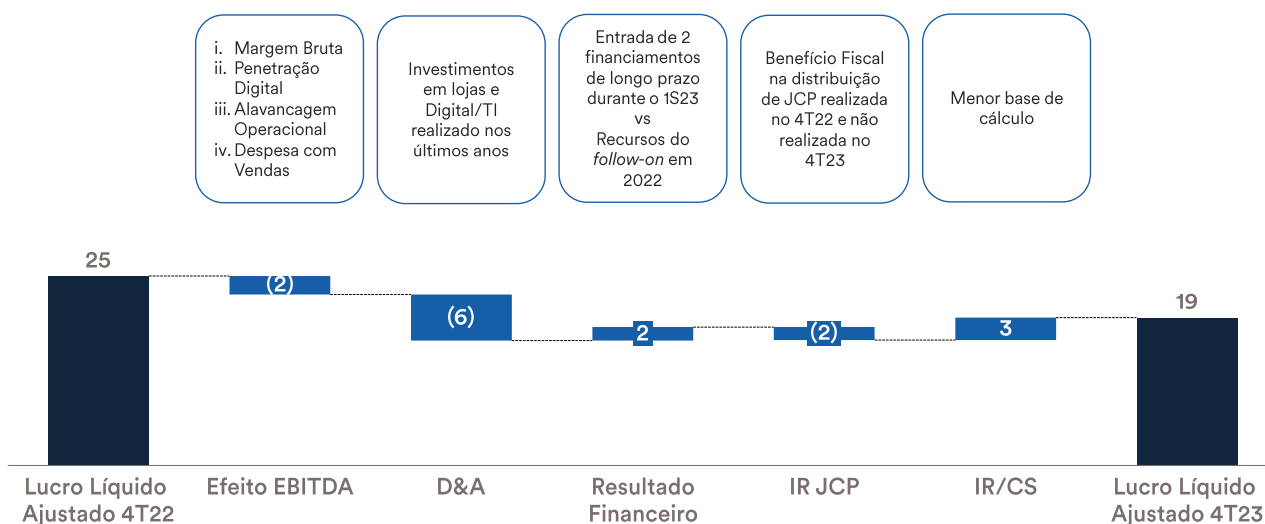 i. Margem Bruta
ii. Penetração
Digital
iii. Alavancagem
Operacional
iv. Despesa com
Vendas
Investimentos
em lojas e
Digital/TI
realizado nos
últimos anos
Entrada de 2
financiamentos
de longo prazo
durante o 1S23
vs
Recursos do
follow-on em
2022
Benefício Fiscal
na distribuição
de JCP realizada
no 4T22 e não
realizada no
4T23
Menor base de
cálculo
25
(2)
(6)
2
(2)
3
19
Lucro Líquido
Ajustado 4T22
Efeito EBITDA
D&A
Resultado
Financeiro
IR JCP
IR/CS
Lucro Líquido
Ajustado 4T23